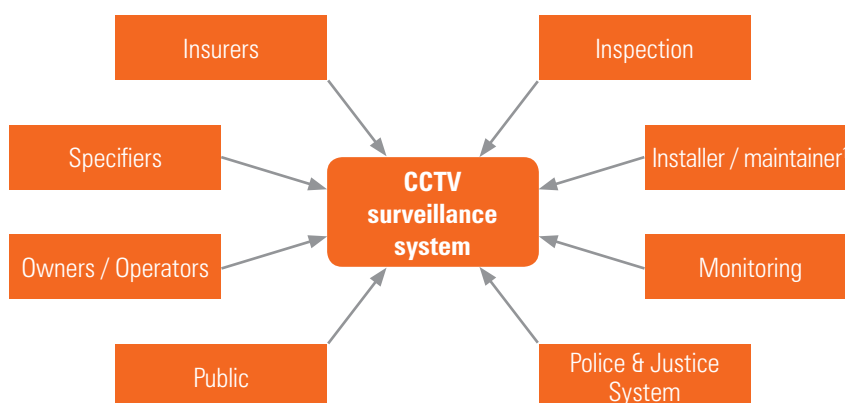 Insurers
Inspection
Specifiers
CCTV
surveillance
system
Installer / maintainer
Owners / Operators
Monitoring
Public
Police & Justice
System